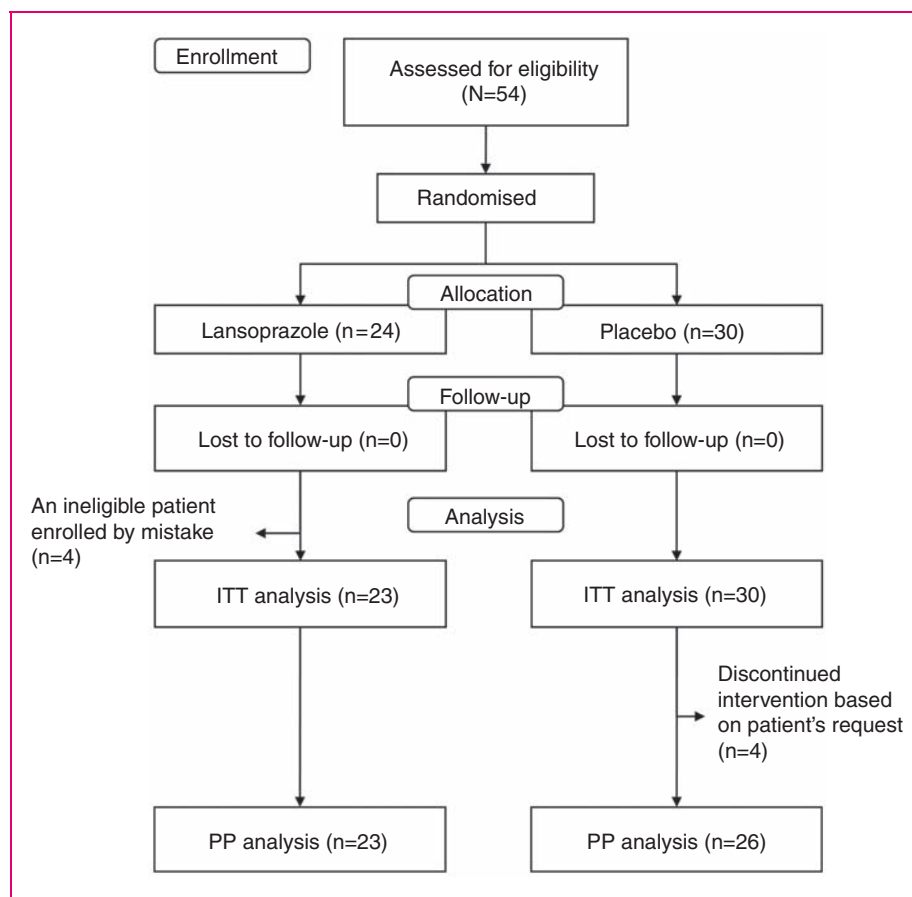 Enrollment
Assessed for eligibility
(N=54)
Randomised
Allocation
Lansoprazole (n=24)
Placebo (n=30)
Follow-up
Lost to follow-up (n=0)
Lost to follow-up (n=0)
An ineligible patient
enrolled by mistake
(n=4)
Analysis
ITT analysis (n=23)
ITT analysis (n=30)
Discontinued
intervention based
on patient's request
(n=4)
PP analysis (n=23)
PP analysis (n=26)